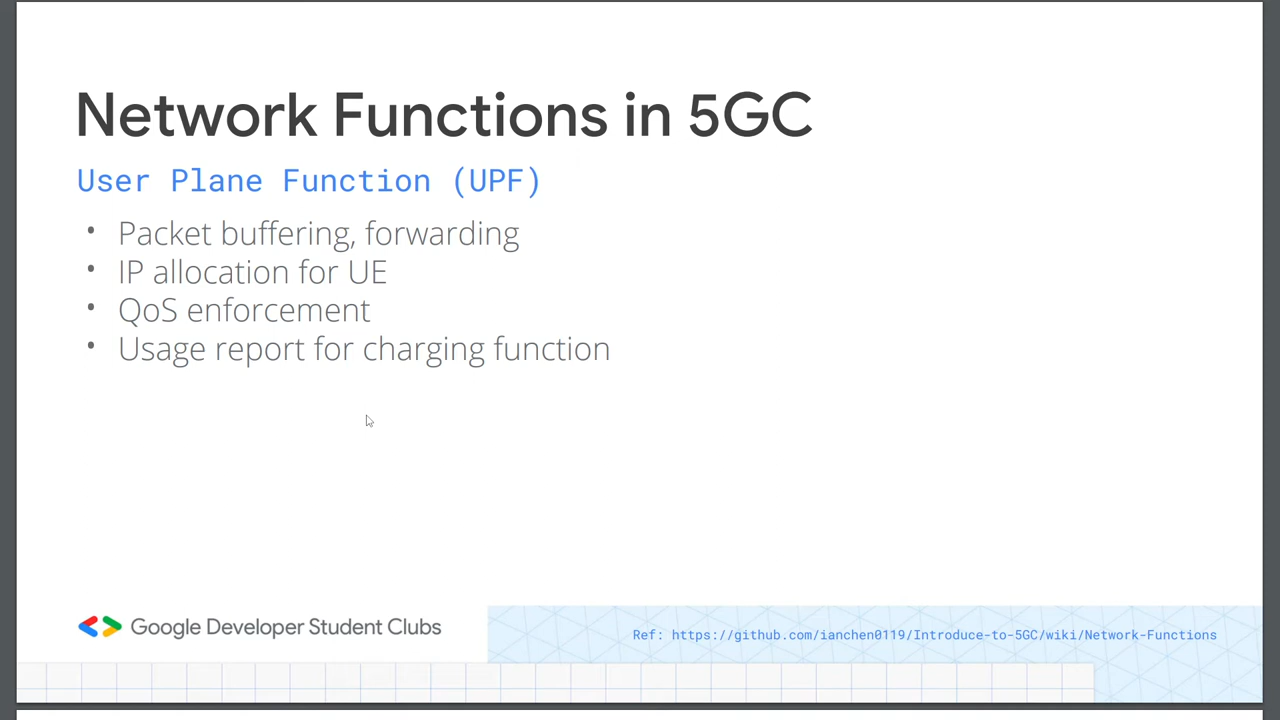 Network Functions in 5GC
User Plane Function (UPF)
• Packet buffering, forwarding
• IP allocation for UE
• QoS enforcement
• Usage report for charging function
Google Developer Student Clubs
Ref: https://github.com/ianchen0119/Introduce-to-5GC/wiki/Network-Functions